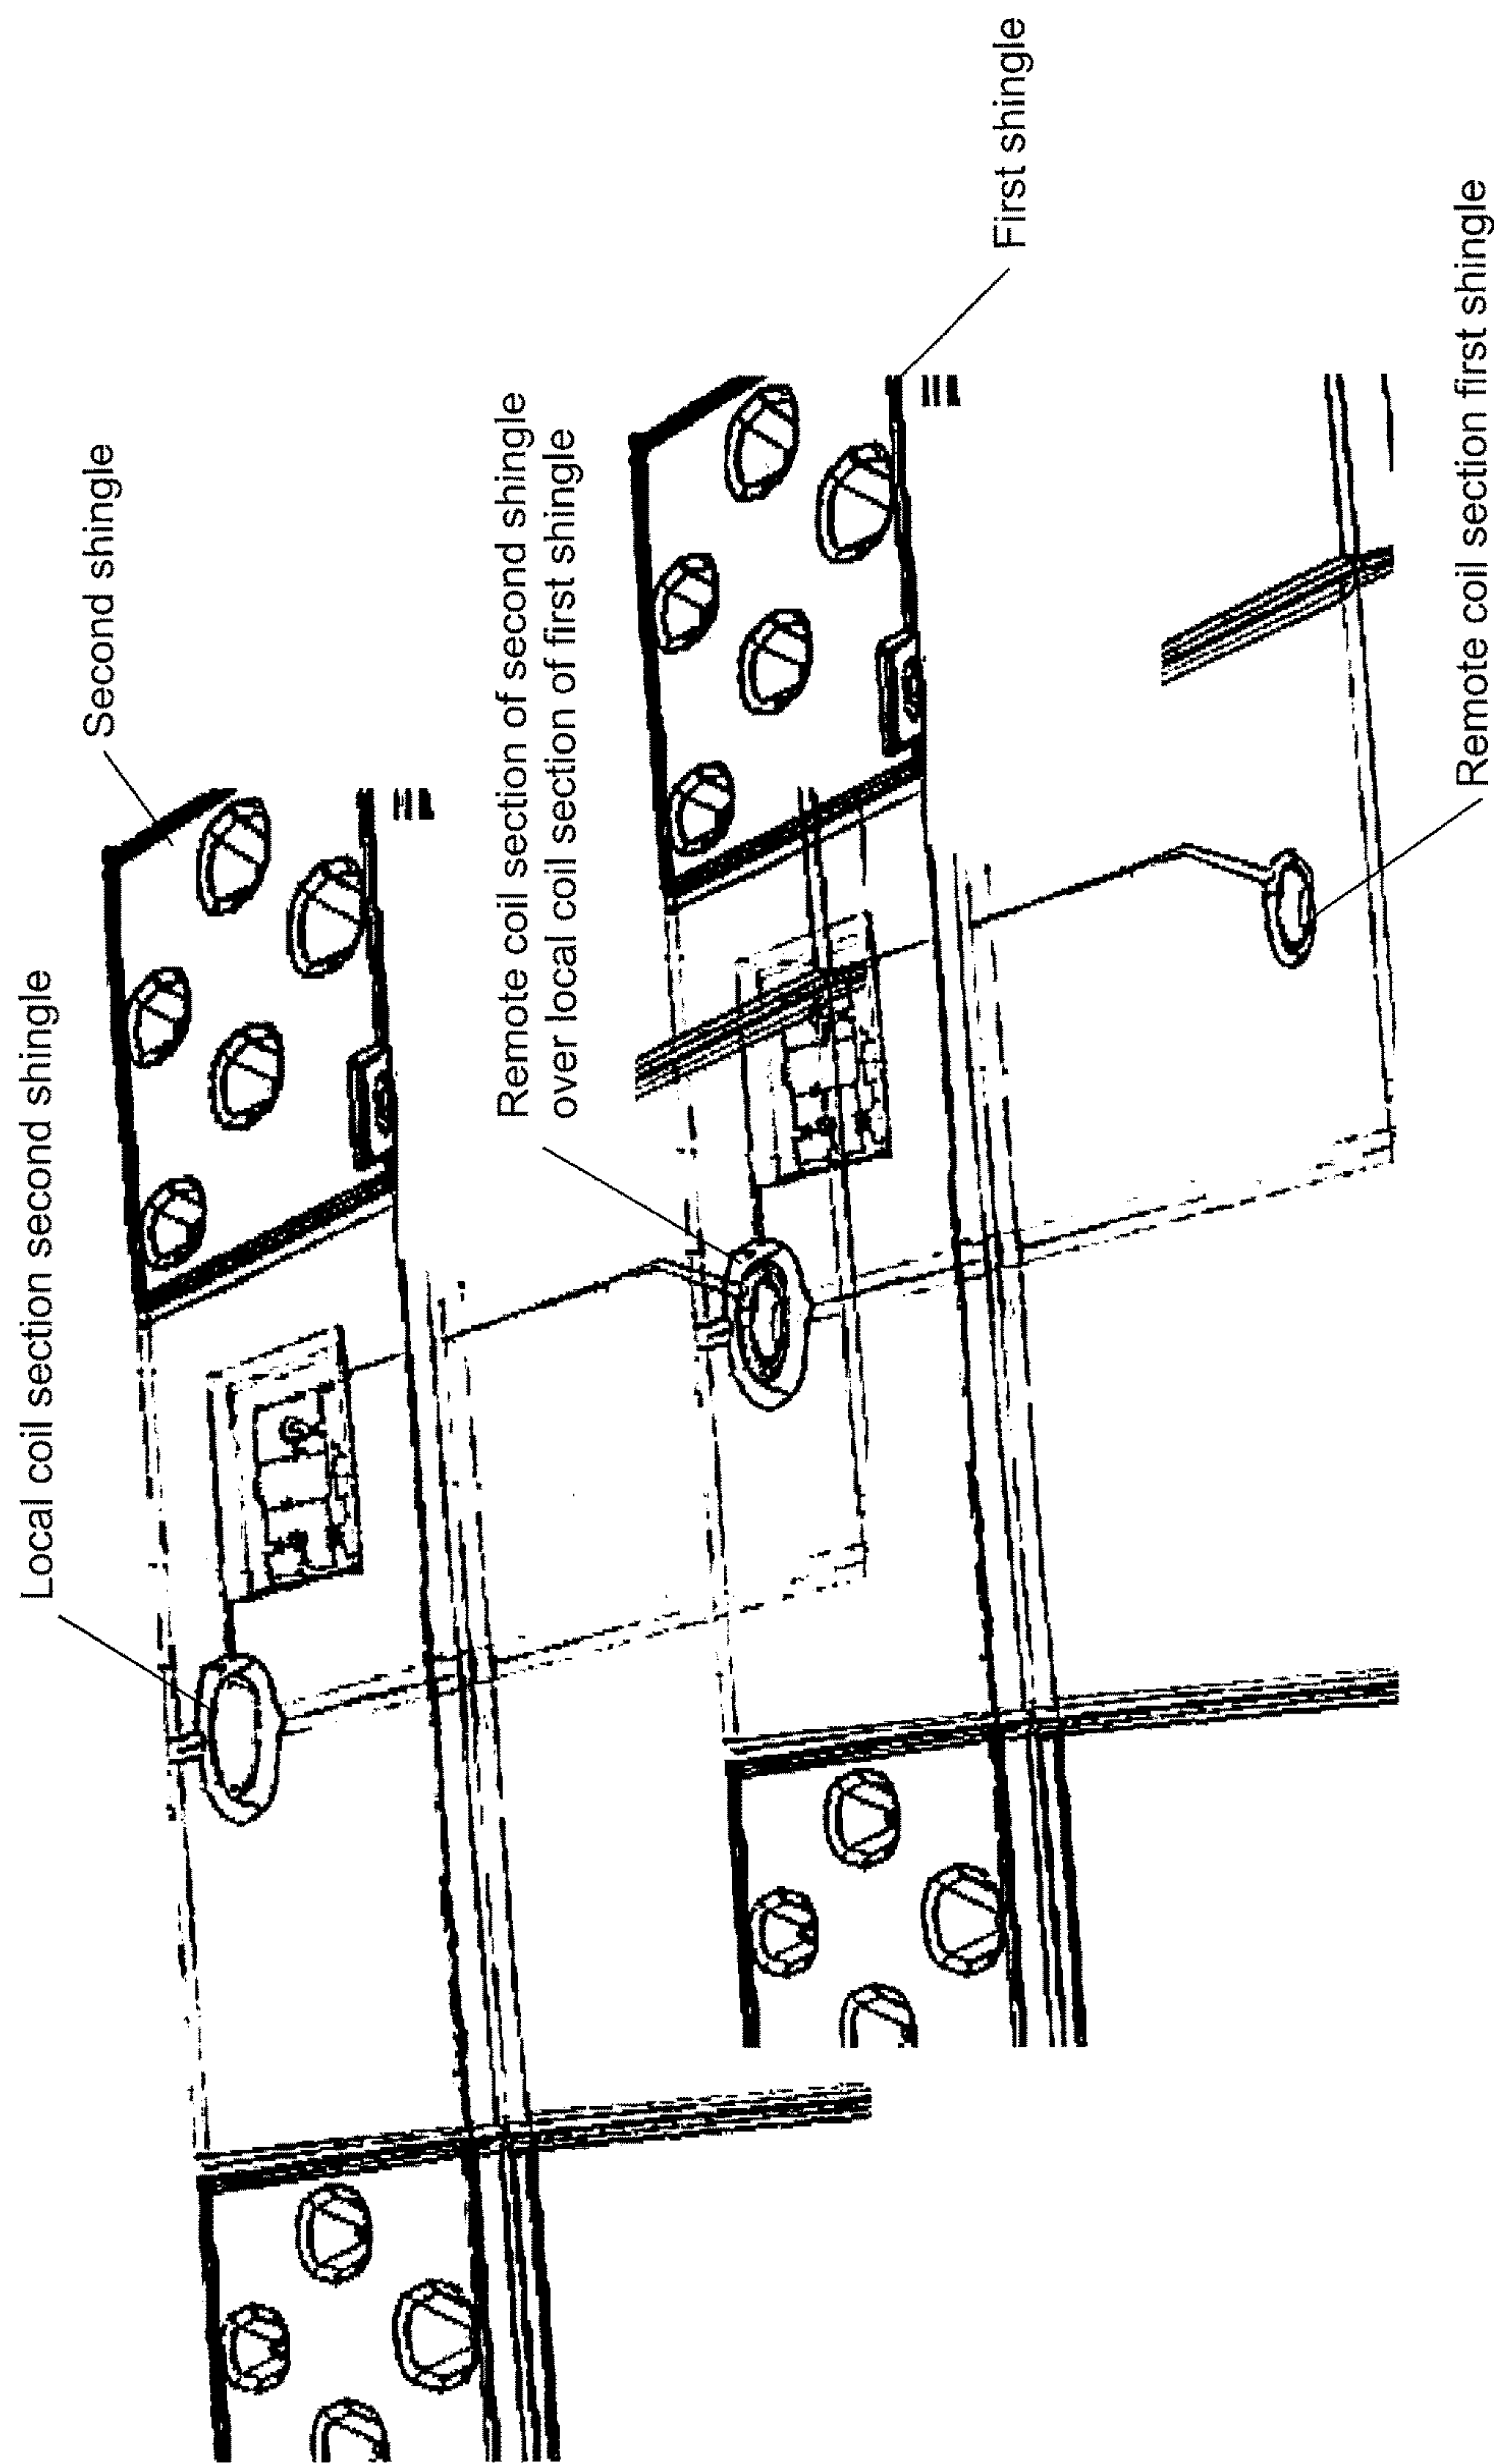 Local coil section second shingle
Second shingle
Remote coil section of second shingle
over local coil section of first shingle
First shingle
Remote coil section first shingle